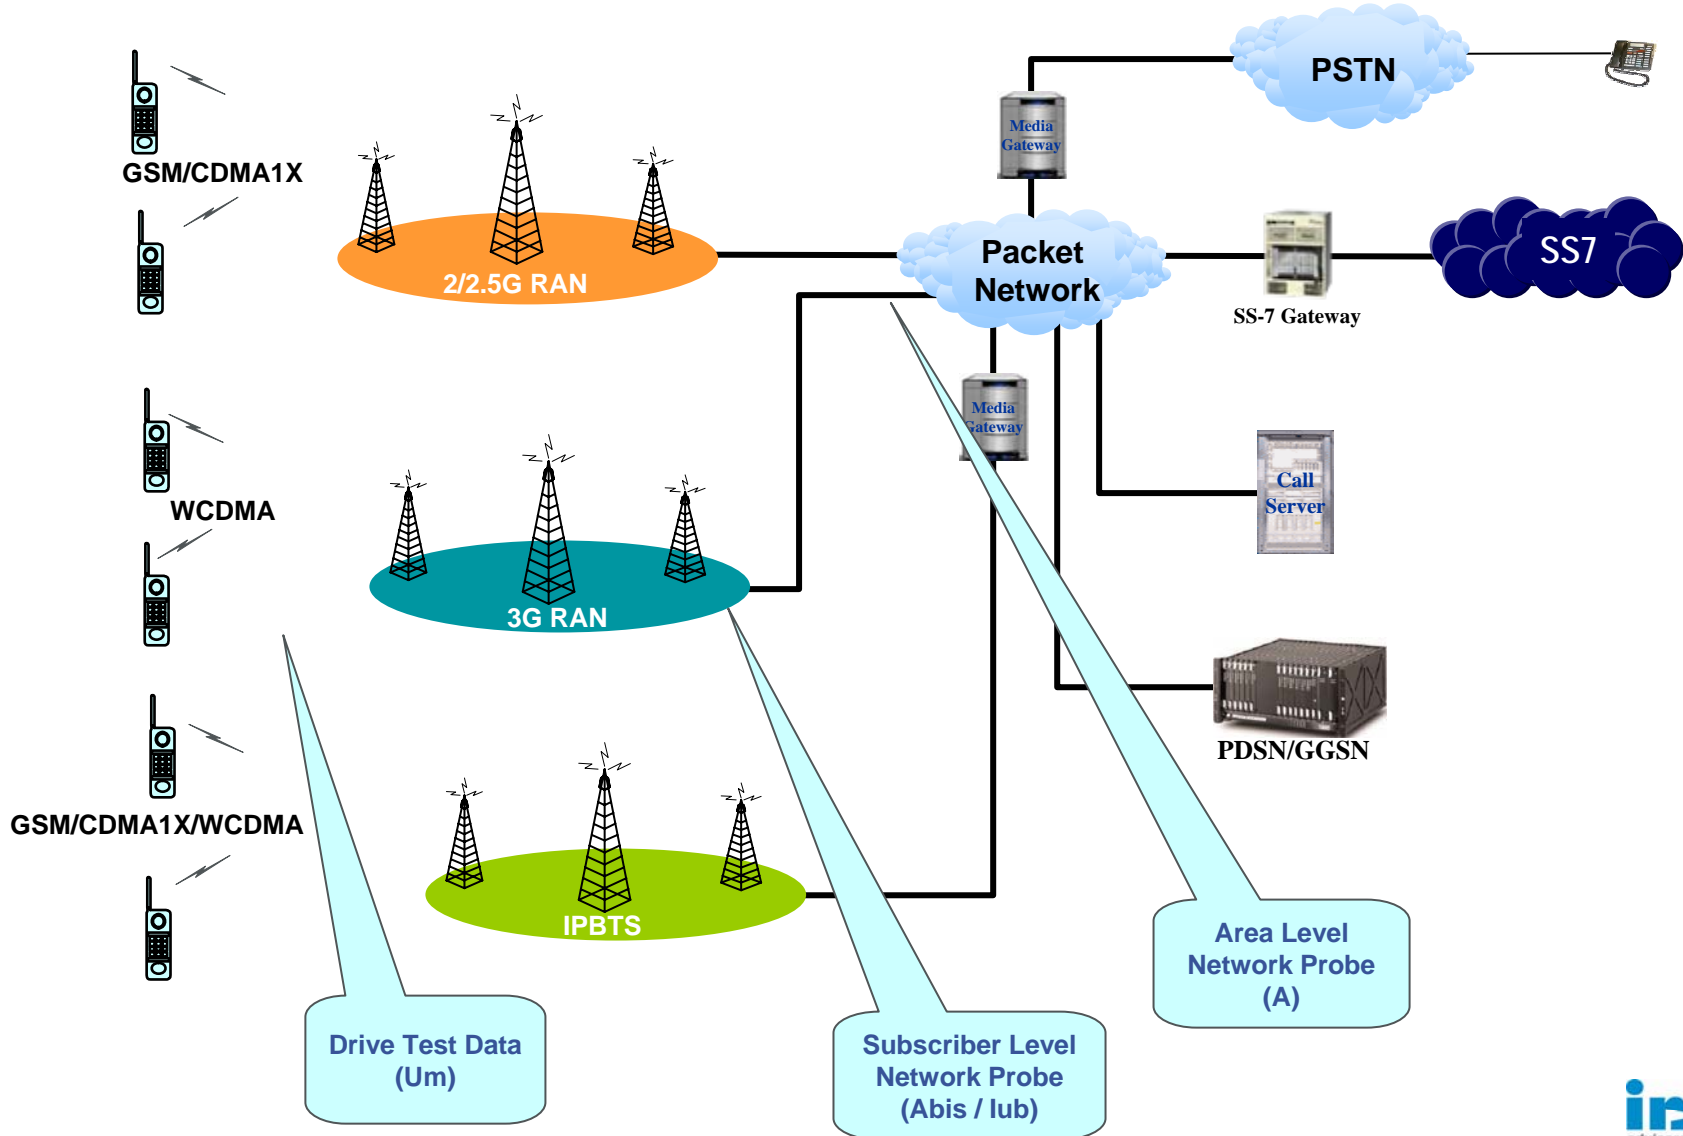 PSTN
Media
Gateway
GSM/CDMA1X
2/2.5G RAN
Packet
Network
SS7
SS-7 Gateway
Media
Gateway
WCDMA
Call
Server
3G RAN
PDSN/GGSN
GSM/CDMA1X/WCDMA
IPBTS
Area Level
Network Probe
(A)
Drive Test Data
(Um)
Subscriber Level
Network Probe
(Abis / Iub)